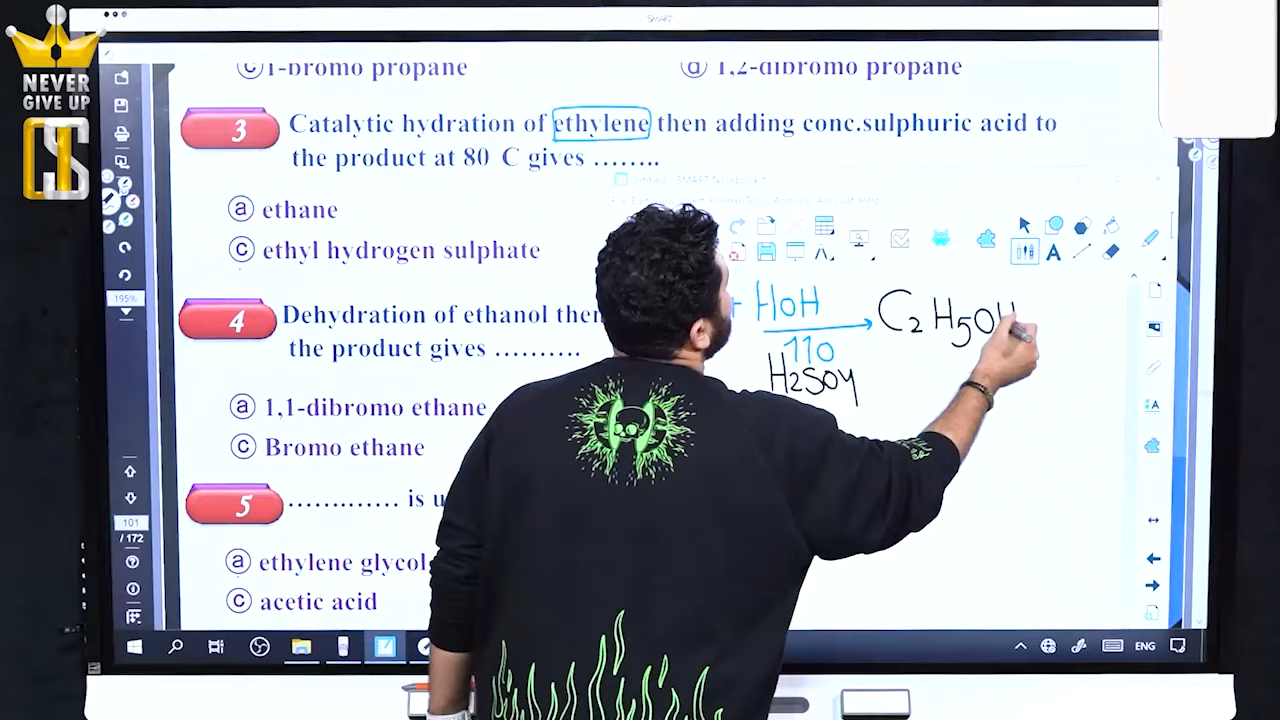 SMART
NEVER
GIVE UP
CS
c 1-bromo propane
d 1,2-dibromo propane
3 Catalytic hydration of ethylene then adding conc.sulphuric acid to
the product at 80 C gives ........
a ethane
c ethyl hydrogen sulphate
+ HOH
110
H2SO4
C2H5OH
4 Dehydration of ethanol then
the product gives ..........
a 1,1-dibromo ethane
c Bromo ethane
5 ............. is u
a ethylene glycol
c acetic acid
195%
101
/ 172
ENG